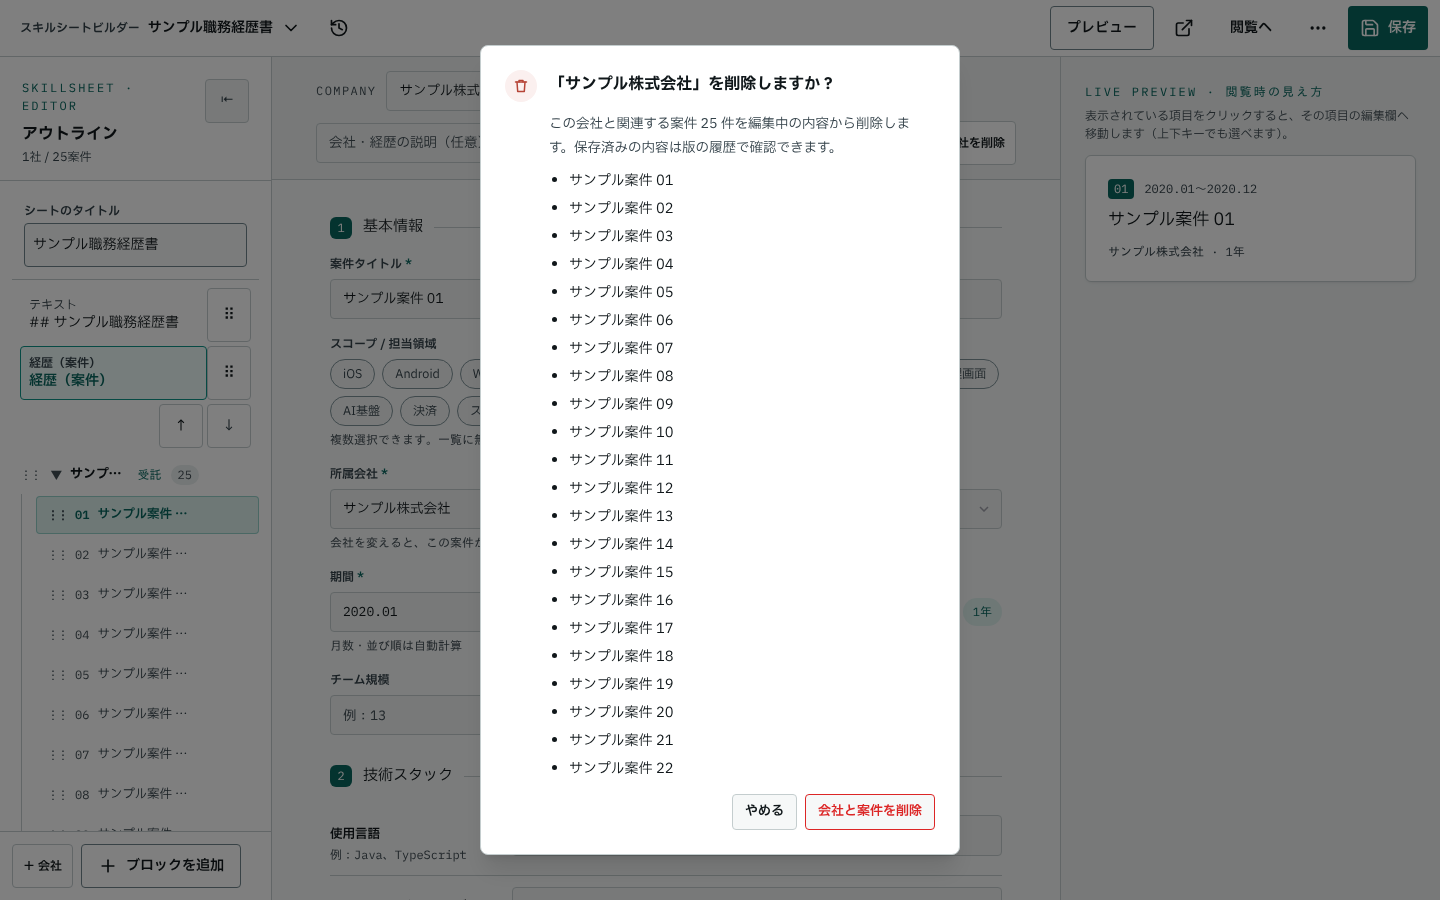 スキルシートビルダー サンプル職務経歴書
プレビュー
閲覧へ
保存
SKILLSHEET ·
EDITOR
アウトライン
1社 / 25案件
シートのタイトル
サンプル職務経歴書
テキスト
## サンプル職務経歴書
経歴（案件）
経歴（案件）
↑ ↓
サンプ… 受託 25
01 サンプル案件 …
02 サンプル案件 …
03 サンプル案件 …
04 サンプル案件 …
05 サンプル案件 …
06 サンプル案件 …
07 サンプル案件 …
08 サンプル案件 …
+ 会社
ブロックを追加
COMPANY サンプル株式
会社・経歴の説明（任意
社を削除
1 基本情報
案件タイトル *
サンプル案件 01
スコープ / 担当領域
iOS Android
画面
AI基盤 決済
複数選択できます。一覧に
所属会社 *
サンプル株式会社
会社を変えると、この案件
期間 *
2020.01
1年
月数・並び順は自動計算
チーム規模
例：13
2 技術スタック
使用言語
例：Java、TypeScript
「サンプル株式会社」を削除しますか？
この会社と関連する案件 25 件を編集中の内容から削除しま
す。保存済みの内容は版の履歴で確認できます。
• サンプル案件 01
• サンプル案件 02
• サンプル案件 03
• サンプル案件 04
• サンプル案件 05
• サンプル案件 06
• サンプル案件 07
• サンプル案件 08
• サンプル案件 09
• サンプル案件 10
• サンプル案件 11
• サンプル案件 12
• サンプル案件 13
• サンプル案件 14
• サンプル案件 15
• サンプル案件 16
• サンプル案件 17
• サンプル案件 18
• サンプル案件 19
• サンプル案件 20
• サンプル案件 21
• サンプル案件 22
やめる
会社と案件を削除
LIVE PREVIEW · 閲覧時の見え方
表示されている項目をクリックすると、その項目の編集欄へ
移動します（上下キーでも選べます）。
01 2020.01〜2020.12
サンプル案件 01
サンプル株式会社 · 1年